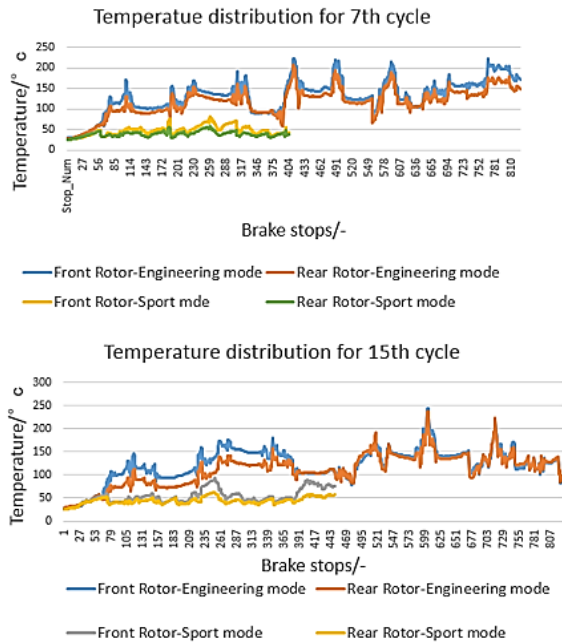 Temperatue distribution for 7th cycle
Temperature/° c
250
200
150
100
50
0
Stop_Num 27 56 85 114 143 172 201 230 259 288 317 346 375 404 433 462 491 520 549 578 607 636 665 694 723 752 781 810
Brake stops/-
Front Rotor-Engineering mode Rear Rotor-Engineering mode
Front Rotor-Sport mde Rear Rotor-Sport mode
Temperature distribution for 15th cycle
Temperature/° c
300
250
200
150
100
50
0
1 27 53 79 105 131 157 183 209 235 261 287 313 339 365 391 417 443 469 495 521 547 573 599 625 651 677 703 729 755 781 807
Brake stops/-
Front Rotor-Engineering mode Rear Rotor-Engineering mode
Front Rotor-Sport mode Rear Rotor-Sport mode